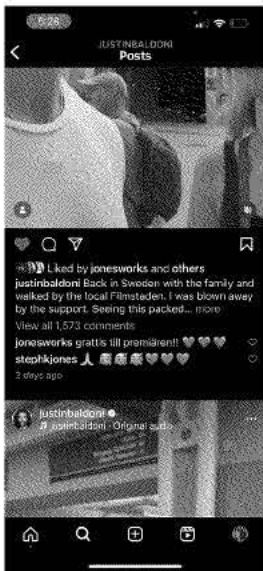 5:26
JUSTINBALDONI
Posts
Liked by jonesworks and others
justinbaldoni Back in Sweden with the family and
walked by the local Filmstaden. I was blown away
by the support. Seeing this packed... more
View all 1,573 comments
jonesworks grattis till premiären!!
stephkjones
2 days ago
justinbaldoni
justinbaldoni · Original audio